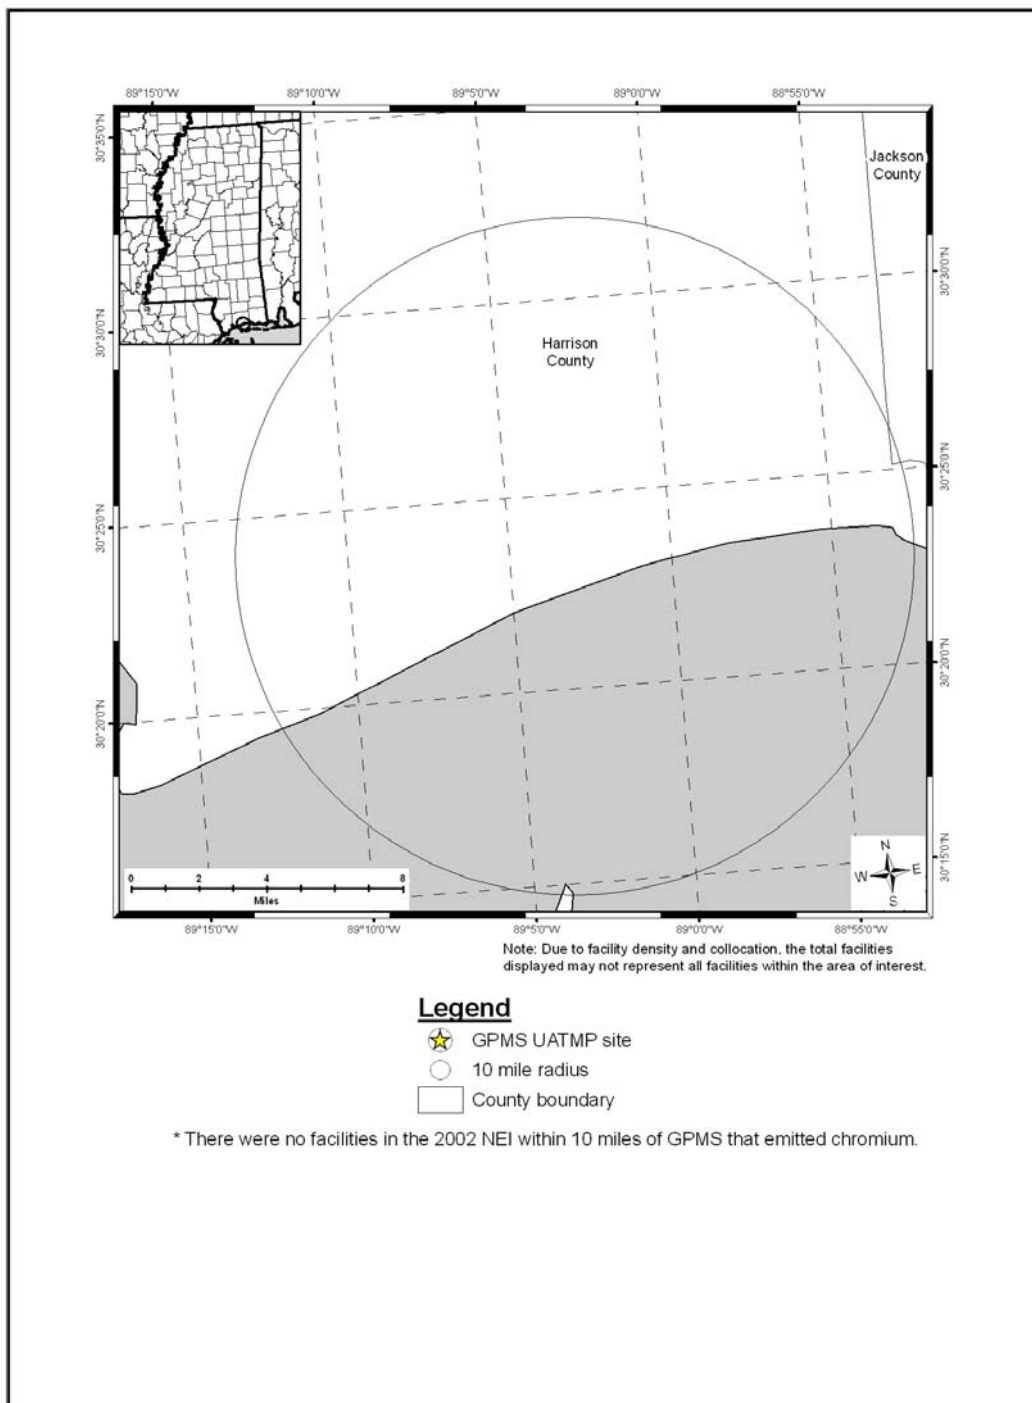 89°15'0"W 89°10'0"W 89°5'0"W 89°0'0"W 88°55'0"W
30°35'0"N
Jackson
County
30°30'0"N
30°30'0"N
Harrison
County
30°25'0"N
30°25'0"N
30°20'0"N
30°20'0"N
30°15'0"N
N
W E
S
0 2 4 8
Miles
89°15'0"W 89°10'0"W 89°5'0"W 89°0'0"W 88°55'0"W
Note: Due to facility density and collocation, the total facilities
displayed may not represent all facilities within the area of interest.
Legend
GPMS UATMP site
10 mile radius
County boundary
* There were no facilities in the 2002 NEI within 10 miles of GPMS that emitted chromium.